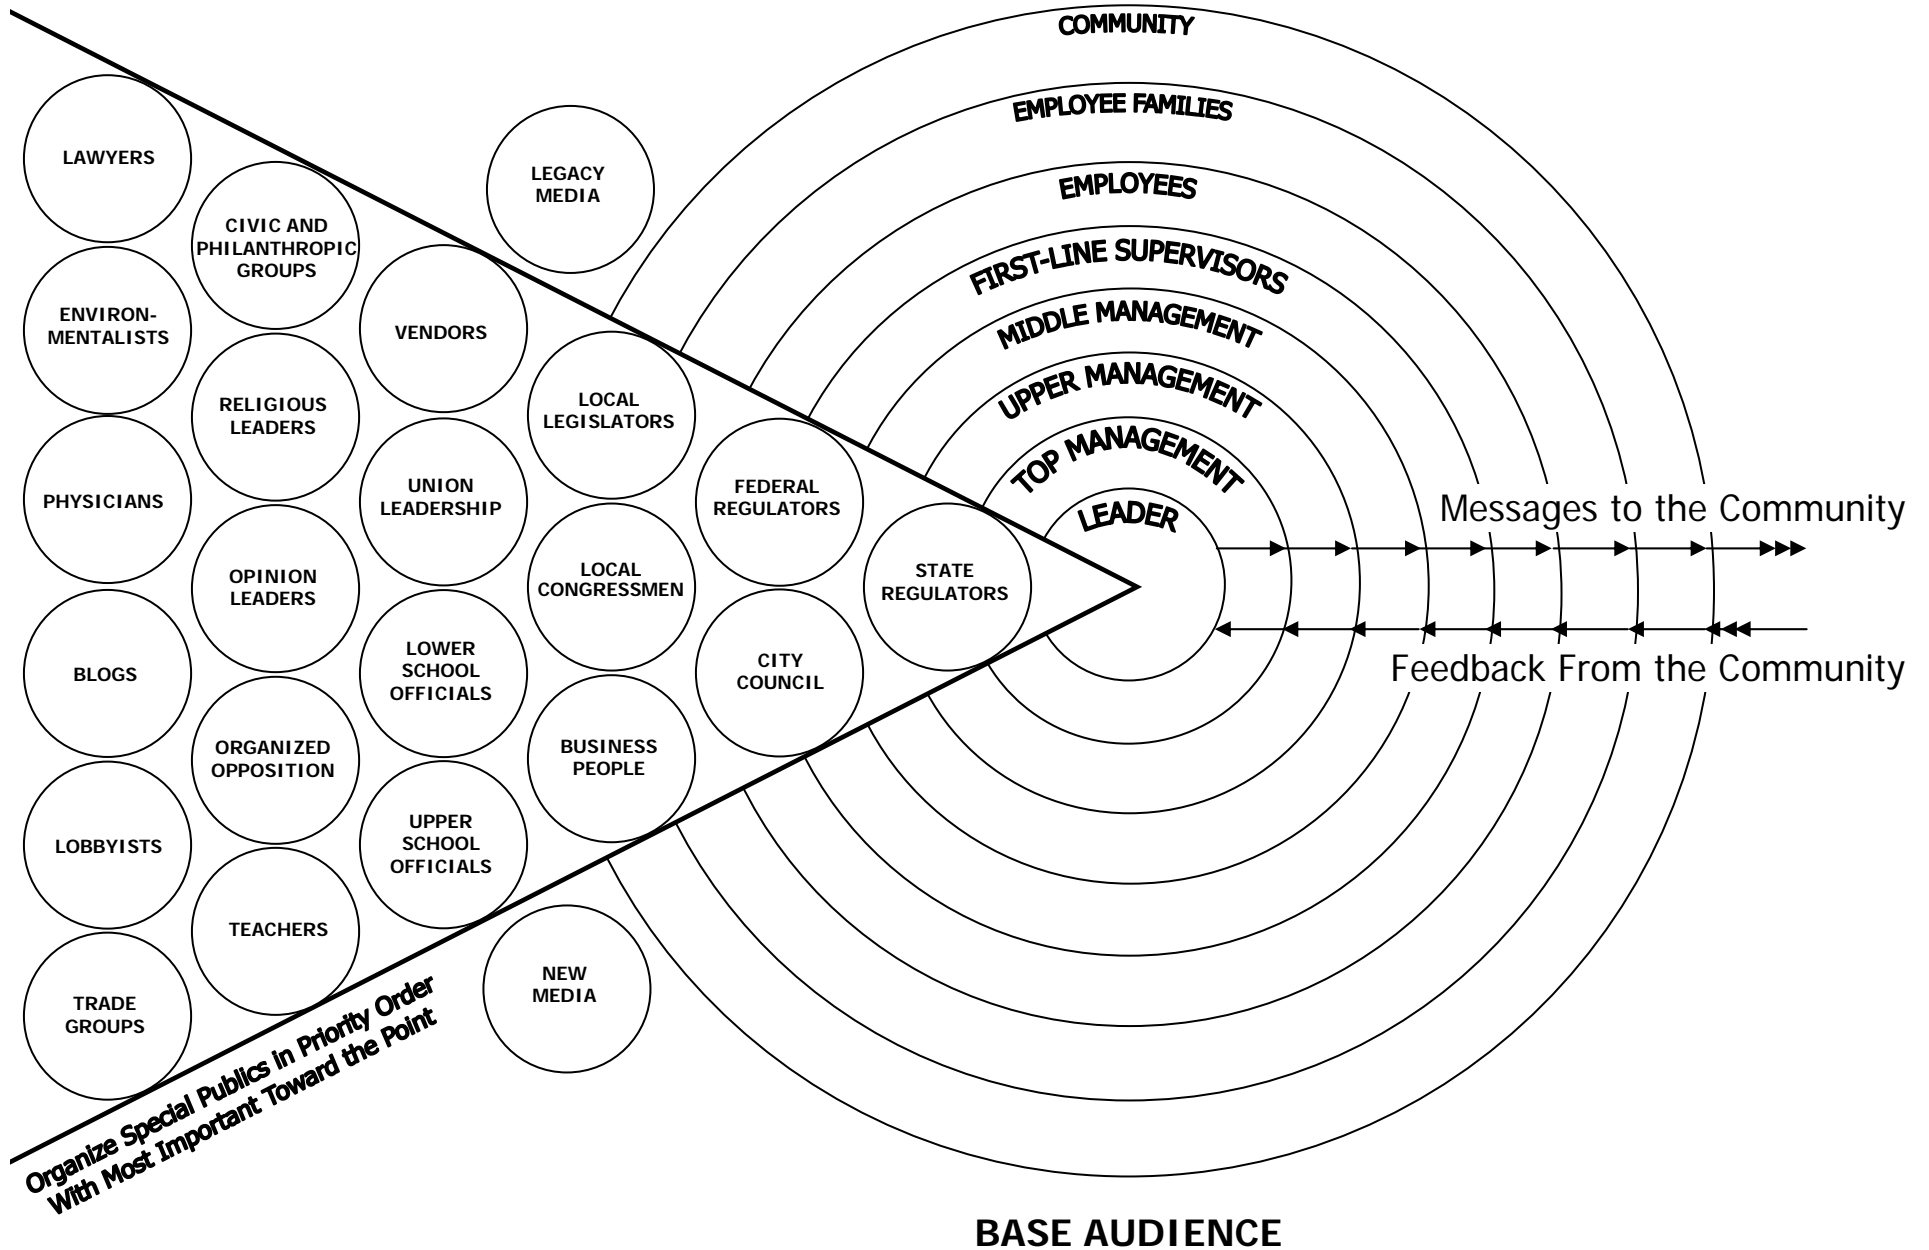 COMMUNITY
EMPLOYEE FAMILIES
EMPLOYEES
FIRST-LINE SUPERVISORS
MIDDLE MANAGEMENT
UPPER MANAGEMENT
TOP MANAGEMENT
LEADER
LAWYERS
ENVIRON-
MENTALISTS
PHYSICIANS
BLOGS
LOBBYISTS
TRADE
GROUPS
CIVIC AND
PHILANTHROPIC
GROUPS
RELIGIOUS
LEADERS
OPINION
LEADERS
ORGANIZED
OPPOSITION
TEACHERS
VENDORS
UNION
LEADERSHIP
LOWER
SCHOOL
OFFICIALS
UPPER
SCHOOL
OFFICIALS
LEGACY
MEDIA
LOCAL
LEGISLATORS
LOCAL
CONGRESSMEN
BUSINESS
PEOPLE
NEW
MEDIA
FEDERAL
REGULATORS
CITY
COUNCIL
STATE
REGULATORS
Messages to the Community
Feedback From the Community
Organize Special Publics in Priority Order
With Most Important Toward the Point
BASE AUDIENCE